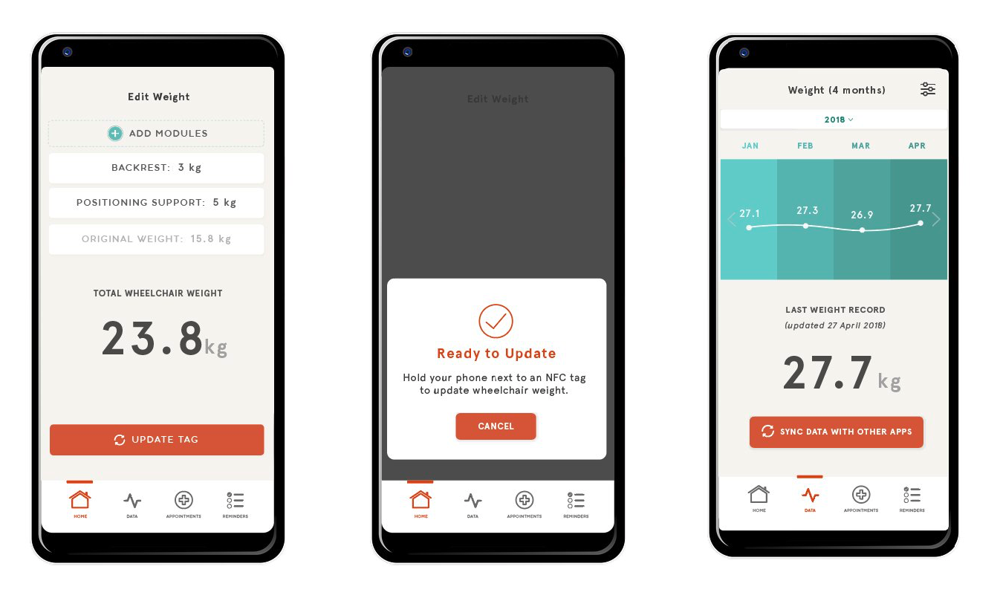 Edit Weight
ADD MODULES
BACKREST: 3 kg
POSITIONING SUPPORT: 5 kg
ORIGINAL WEIGHT: 15.8 kg
TOTAL WHEELCHAIR WEIGHT
23.8kg
UPDATE TAG
HOME DATA APPOINTMENTS REMINDERS
Edit Weight
Ready to Update
Hold your phone next to an NFC tag
to update wheelchair weight.
CANCEL
HOME DATA APPOINTMENTS REMINDERS
Weight (4 months)
2018
JAN FEB MAR APR
27.1 27.3 26.9 27.7
LAST WEIGHT RECORD
(updated 27 April 2018)
27.7 kg
SYNC DATA WITH OTHER APPS
HOME DATA APPOINTMENTS REMINDERS